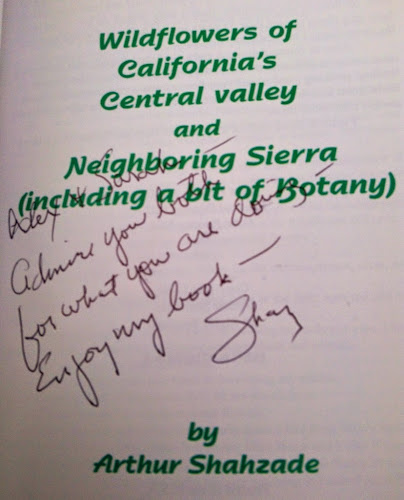 Wildflowers of
California's
Central valley
and
Neighboring Sierra
(including a bit of Botany)
Alex & Sarah —
Admire you both
for what you are doing —
Enjoy my book —
Shaz
by
Arthur Shahzade